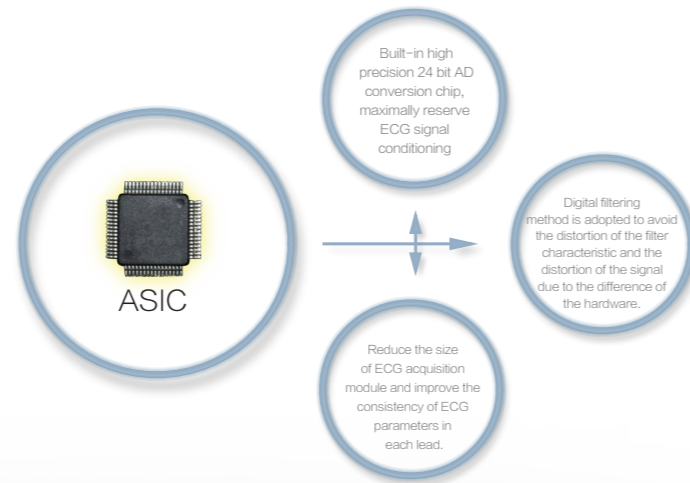 ASIC
Built-in high
precision 24 bit AD
conversion chip,
maximally reserve
ECG signal
conditioning
Digital filtering
method is adopted to avoid
the distortion of the filter
characteristic and the
distortion of the signal
due to the difference of
the hardware.
Reduce the size
of ECG acquisition
module and improve the
consistency of ECG
parameters in
each lead.